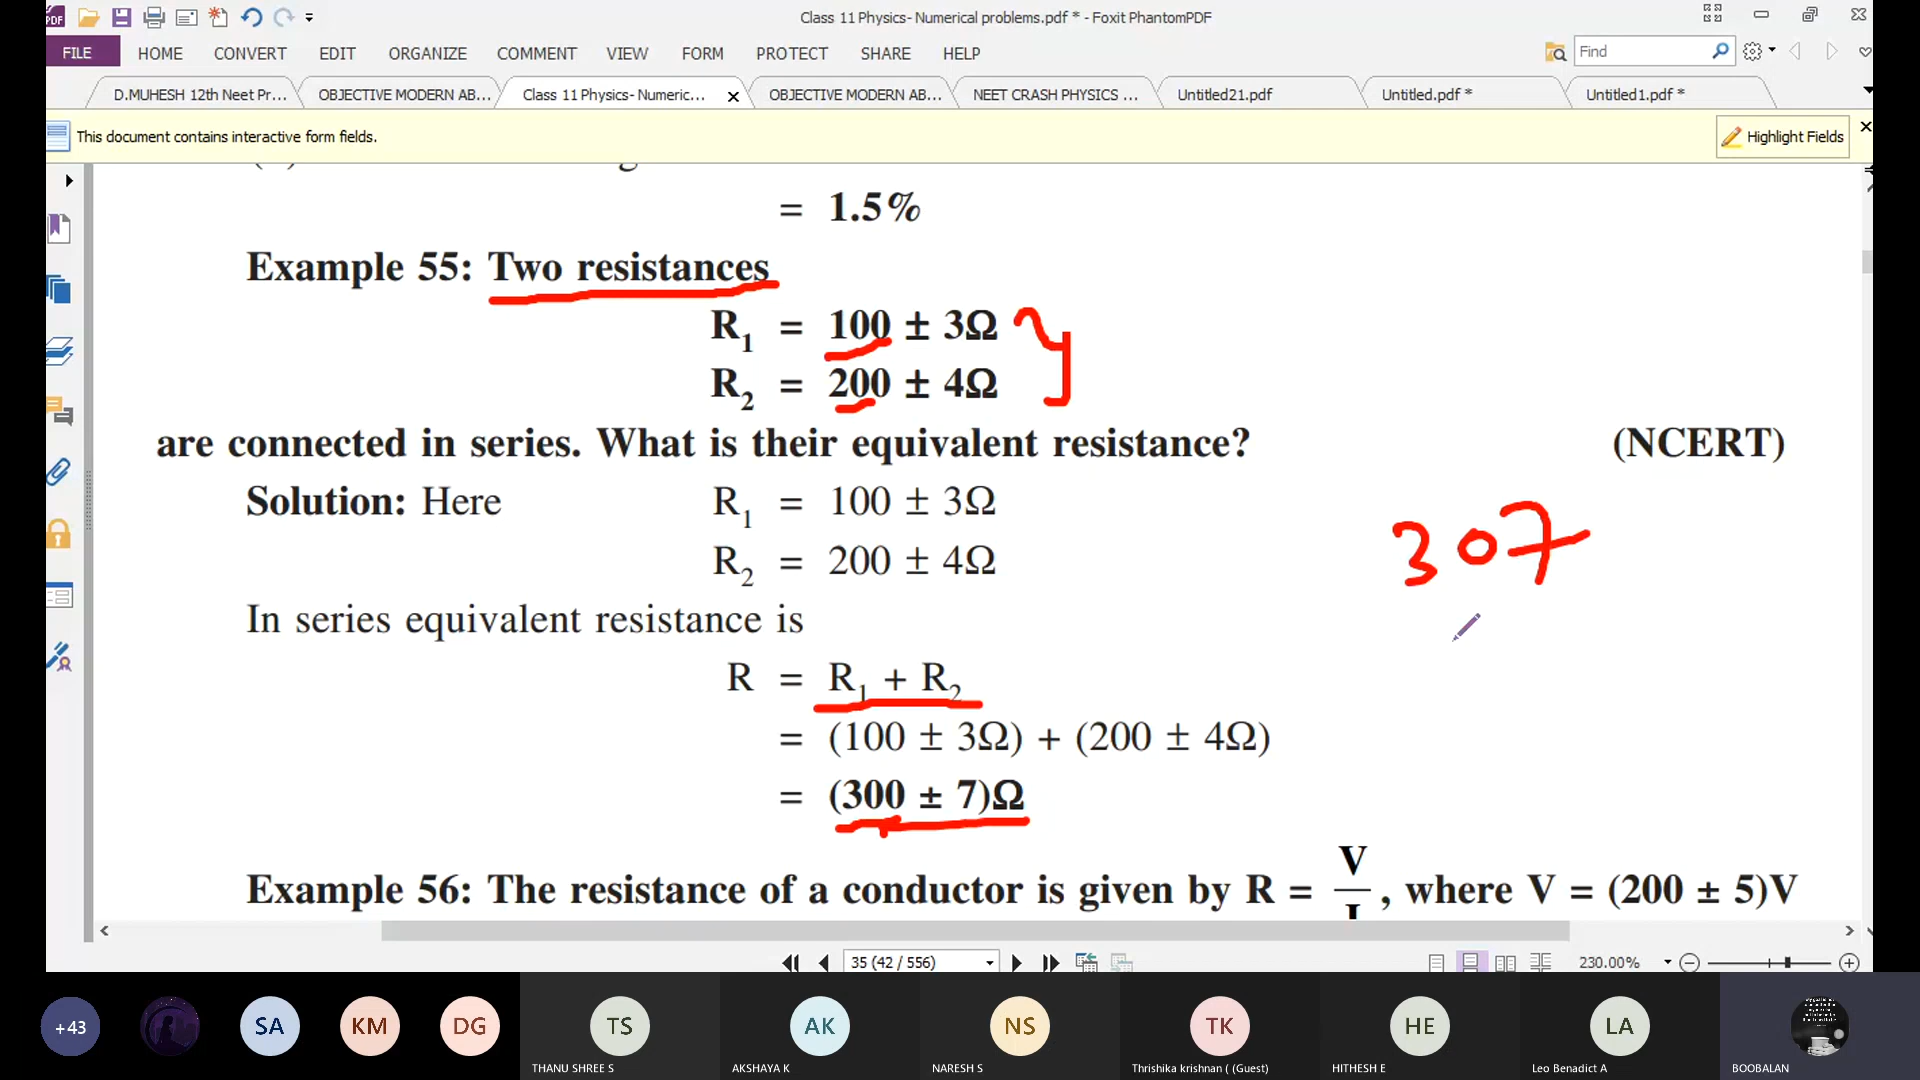 Class 11 Physics- Numerical problems.pdf * - Foxit PhantomPDF
FILE HOME CONVERT EDIT ORGANIZE COMMENT VIEW FORM PROTECT SHARE HELP Find
D.MUHESH 12th Neet Pr... OBJECTIVE MODERN AB... Class 11 Physics- Numeric... OBJECTIVE MODERN AB... NEET CRASH PHYSICS ... Untitled21.pdf Untitled.pdf * Untitled1.pdf *
This document contains interactive form fields. Highlight Fields
= 1.5%
Example 55: Two resistances
R₁ = 100 ± 3Ω
R₂ = 200 ± 4Ω
are connected in series. What is their equivalent resistance? (NCERT)
Solution: Here R₁ = 100 ± 3Ω
R₂ = 200 ± 4Ω
307
In series equivalent resistance is
R = R₁ + R₂
= (100 ± 3Ω) + (200 ± 4Ω)
= (300 ± 7)Ω
Example 56: The resistance of a conductor is given by R = V/I, where V = (200 ± 5)V
35 (42 / 556) 230.00%
+43 SA KM DG TS AK NS TK HE LA
THANU SHREE S AKSHAYA K NARESH S Thrishika krishnan ( (Guest) HITHESH E Leo Benadict A BOOBALAN